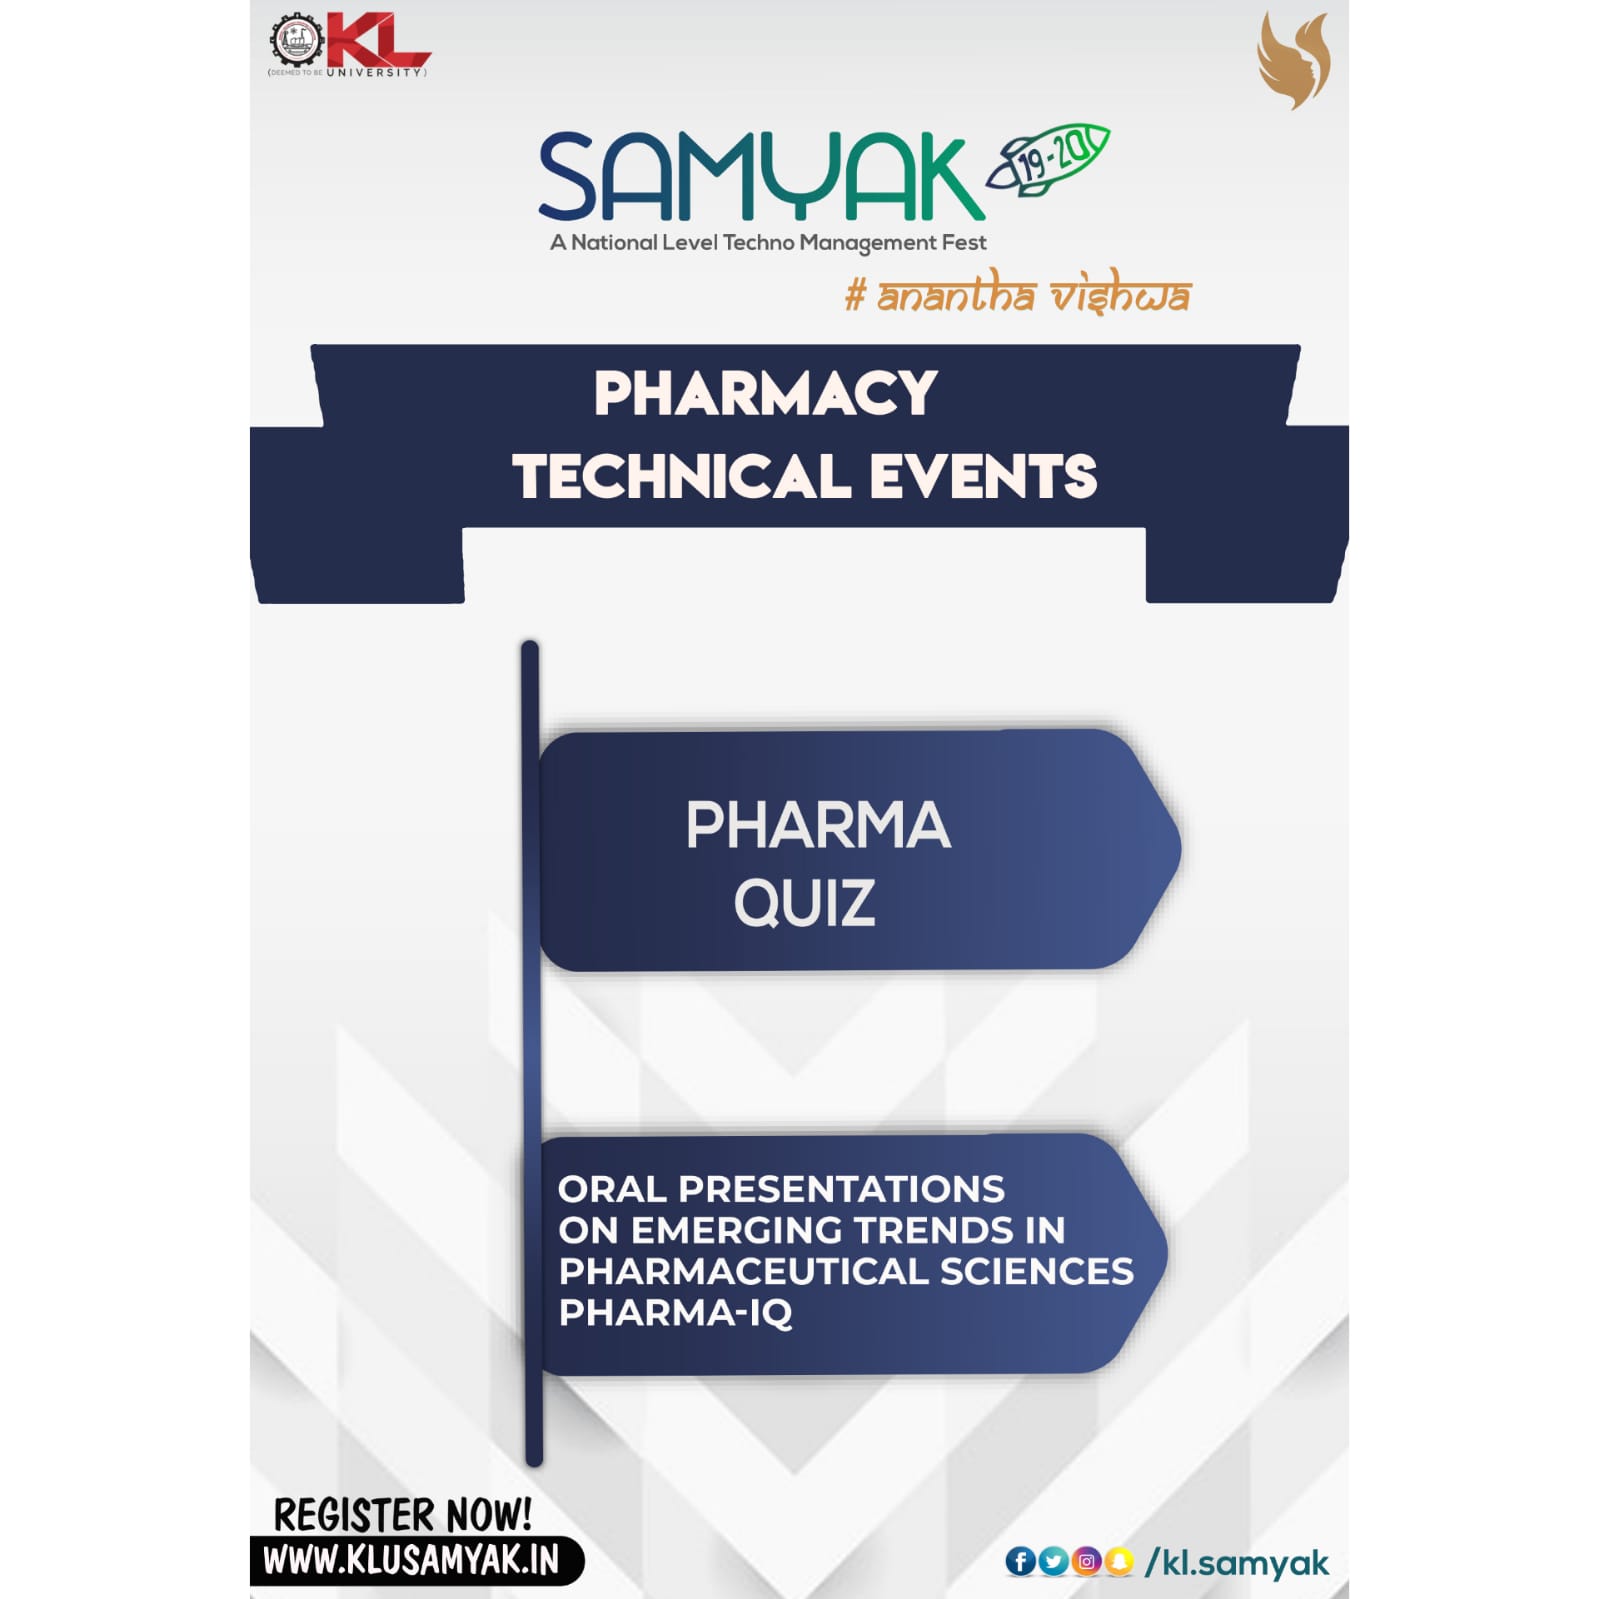 KL
(DEEMED TO BE UNIVERSITY)
SAMYAK 19-20
A National Level Techno Management Fest
# anantha vishwa
PHARMACY
TECHNICAL EVENTS
PHARMA
QUIZ
ORAL PRESENTATIONS
ON EMERGING TRENDS IN
PHARMACEUTICAL SCIENCES
PHARMA-IQ
REGISTER NOW!
WWW.KLUSAMYAK.IN
/kl.samyak